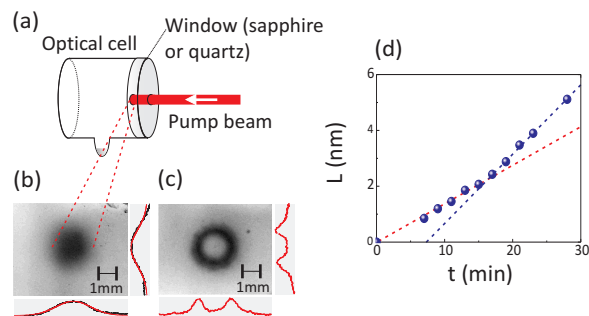 (a)
Window (sapphire
or quartz)
Optical cell
Pump beam
(b)
(c)
1mm
1mm
(d)
6
4
2
0
0
10
20
30
L (nm)
t (min)